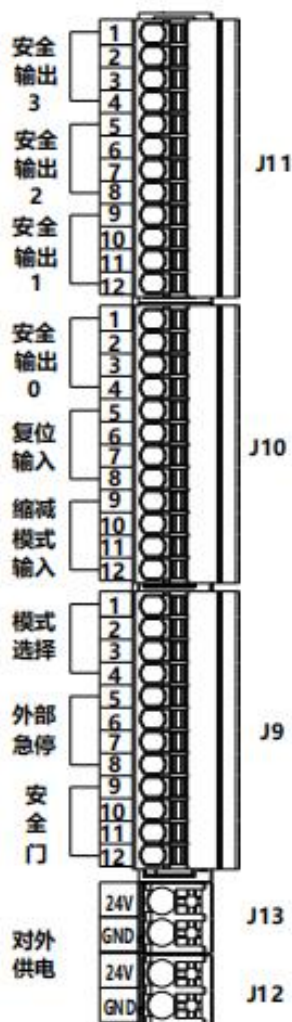 安全
输出
3
1
2
3
4
安全
输出
2
5
6
7
8
安全
输出
1
9
10
11
12
J11
安全
输出
0
1
2
3
4
复位
输入
5
6
7
8
缩减
模式
输入
9
10
11
12
J10
模式
选择
1
2
3
4
外部
急停
5
6
7
8
安
全
门
9
10
11
12
J9
对外
供电
24V
GND
J13
24V
GND
J12